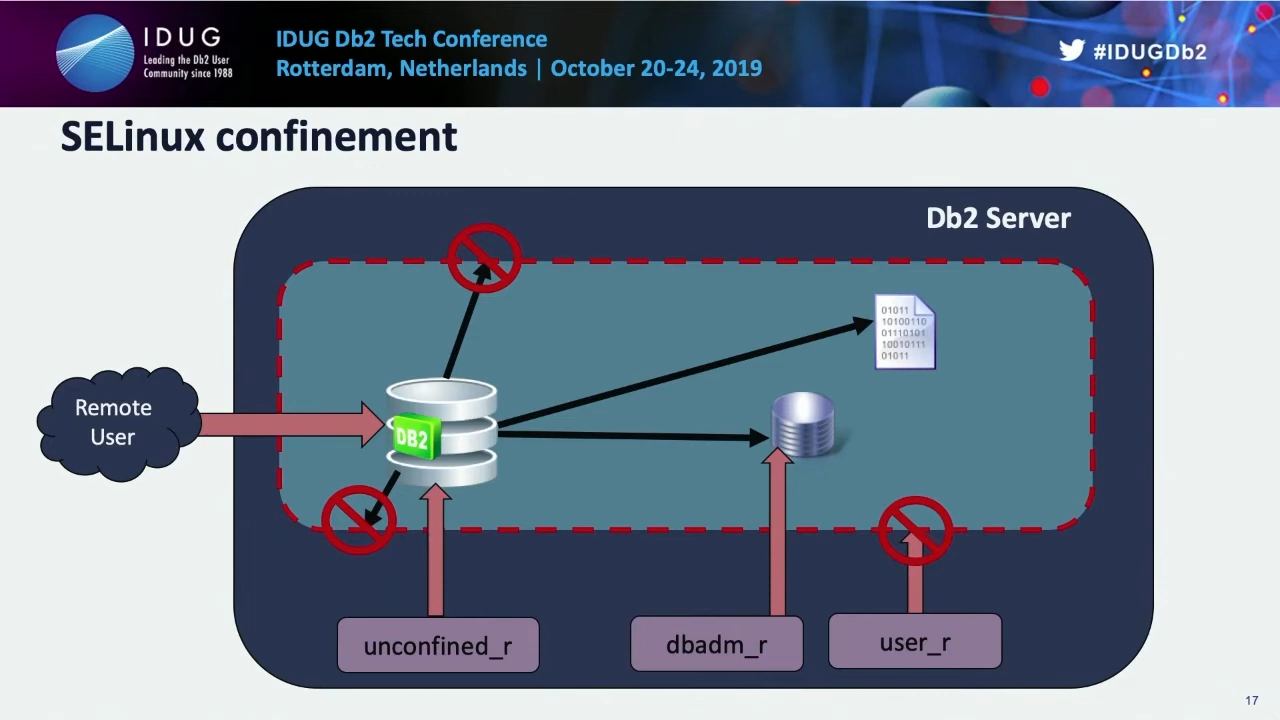 IDUG
Leading the Db2 User
Community since 1988
IDUG Db2 Tech Conference
Rotterdam, Netherlands | October 20-24, 2019
#IDUGDb2
SELinux confinement
Db2 Server
01011
10100110
01110101
10010111
01011
Remote
User
DB2
unconfined_r
dbadm_r
user_r
17